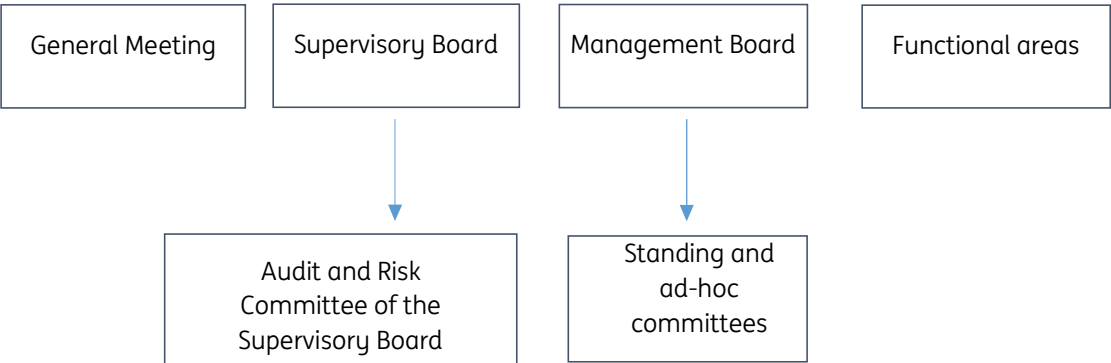 General Meeting
Supervisory Board
Management Board
Functional areas
Audit and Risk
Committee of the
Supervisory Board
Standing and
ad-hoc
committees